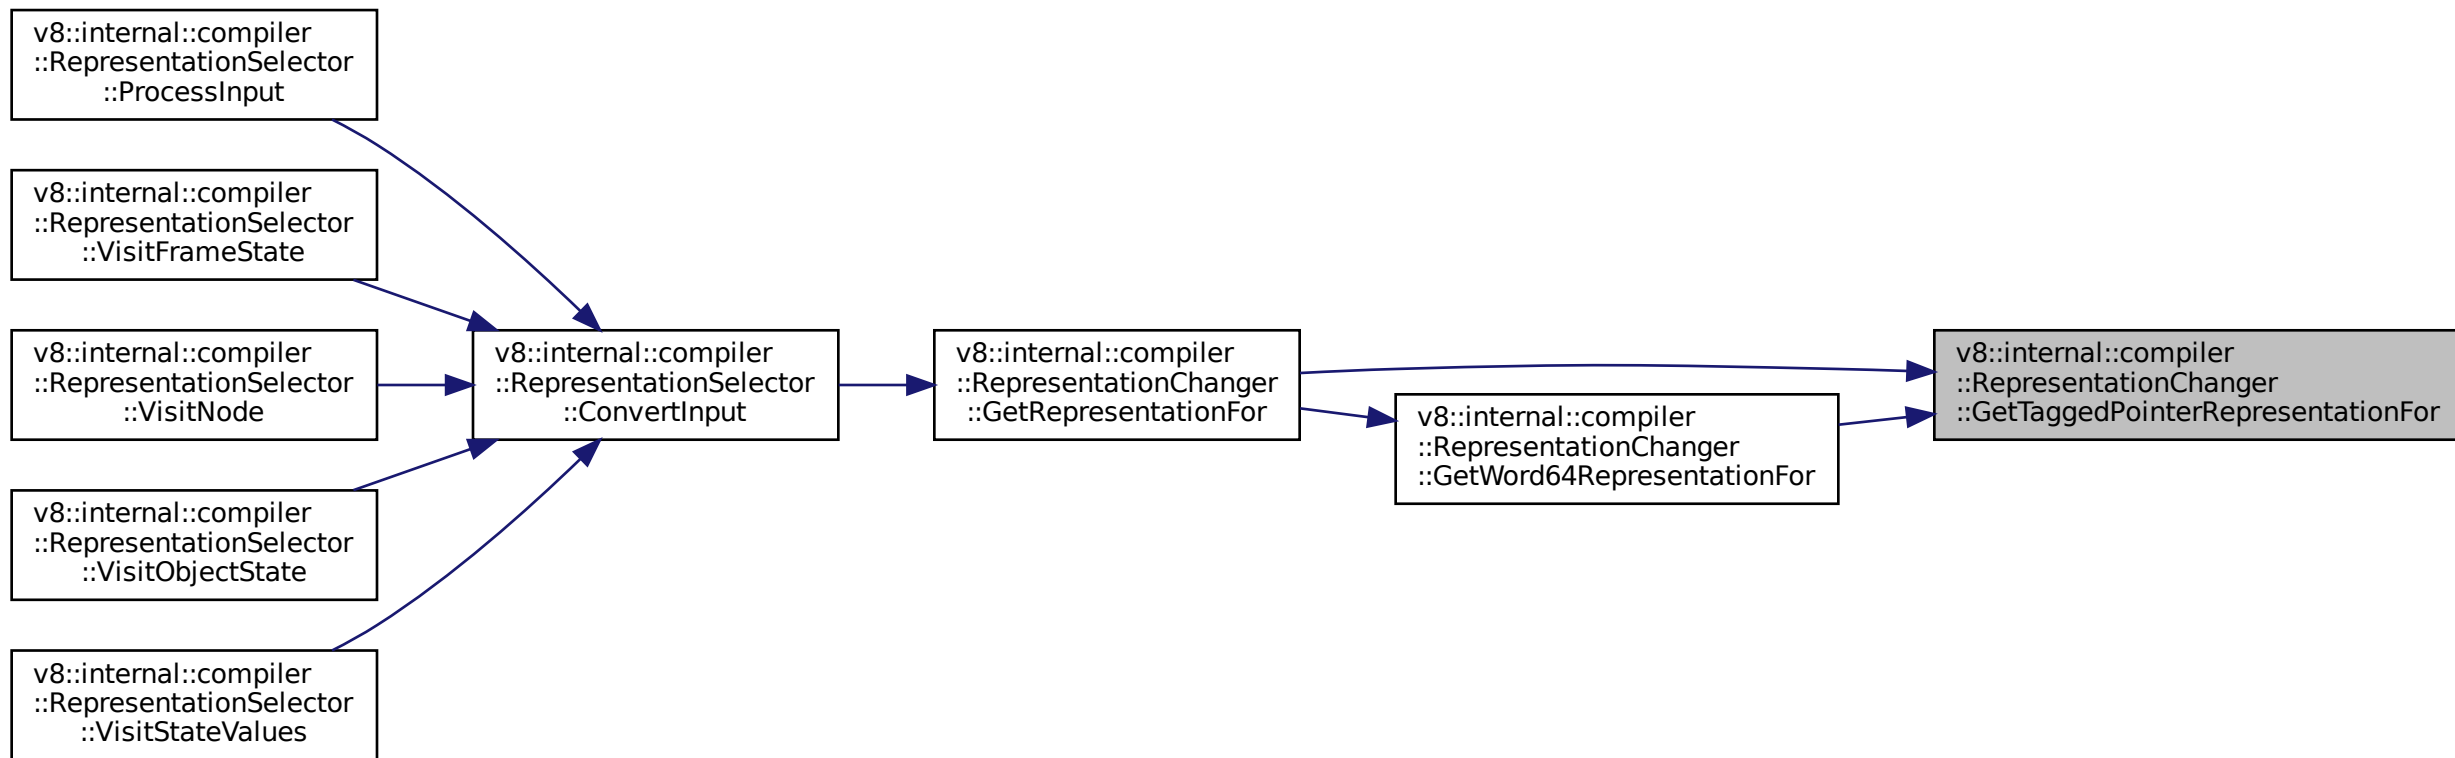 v8::internal::compiler
::RepresentationSelector
::ProcessInput
v8::internal::compiler
::RepresentationSelector
::VisitFrameState
v8::internal::compiler
::RepresentationSelector
::VisitNode
v8::internal::compiler
::RepresentationSelector
::VisitObjectState
v8::internal::compiler
::RepresentationSelector
::VisitStateValues
v8::internal::compiler
::RepresentationSelector
::ConvertInput
v8::internal::compiler
::RepresentationChanger
::GetRepresentationFor
v8::internal::compiler
::RepresentationChanger
::GetWord64RepresentationFor
v8::internal::compiler
::RepresentationChanger
::GetTaggedPointerRepresentationFor